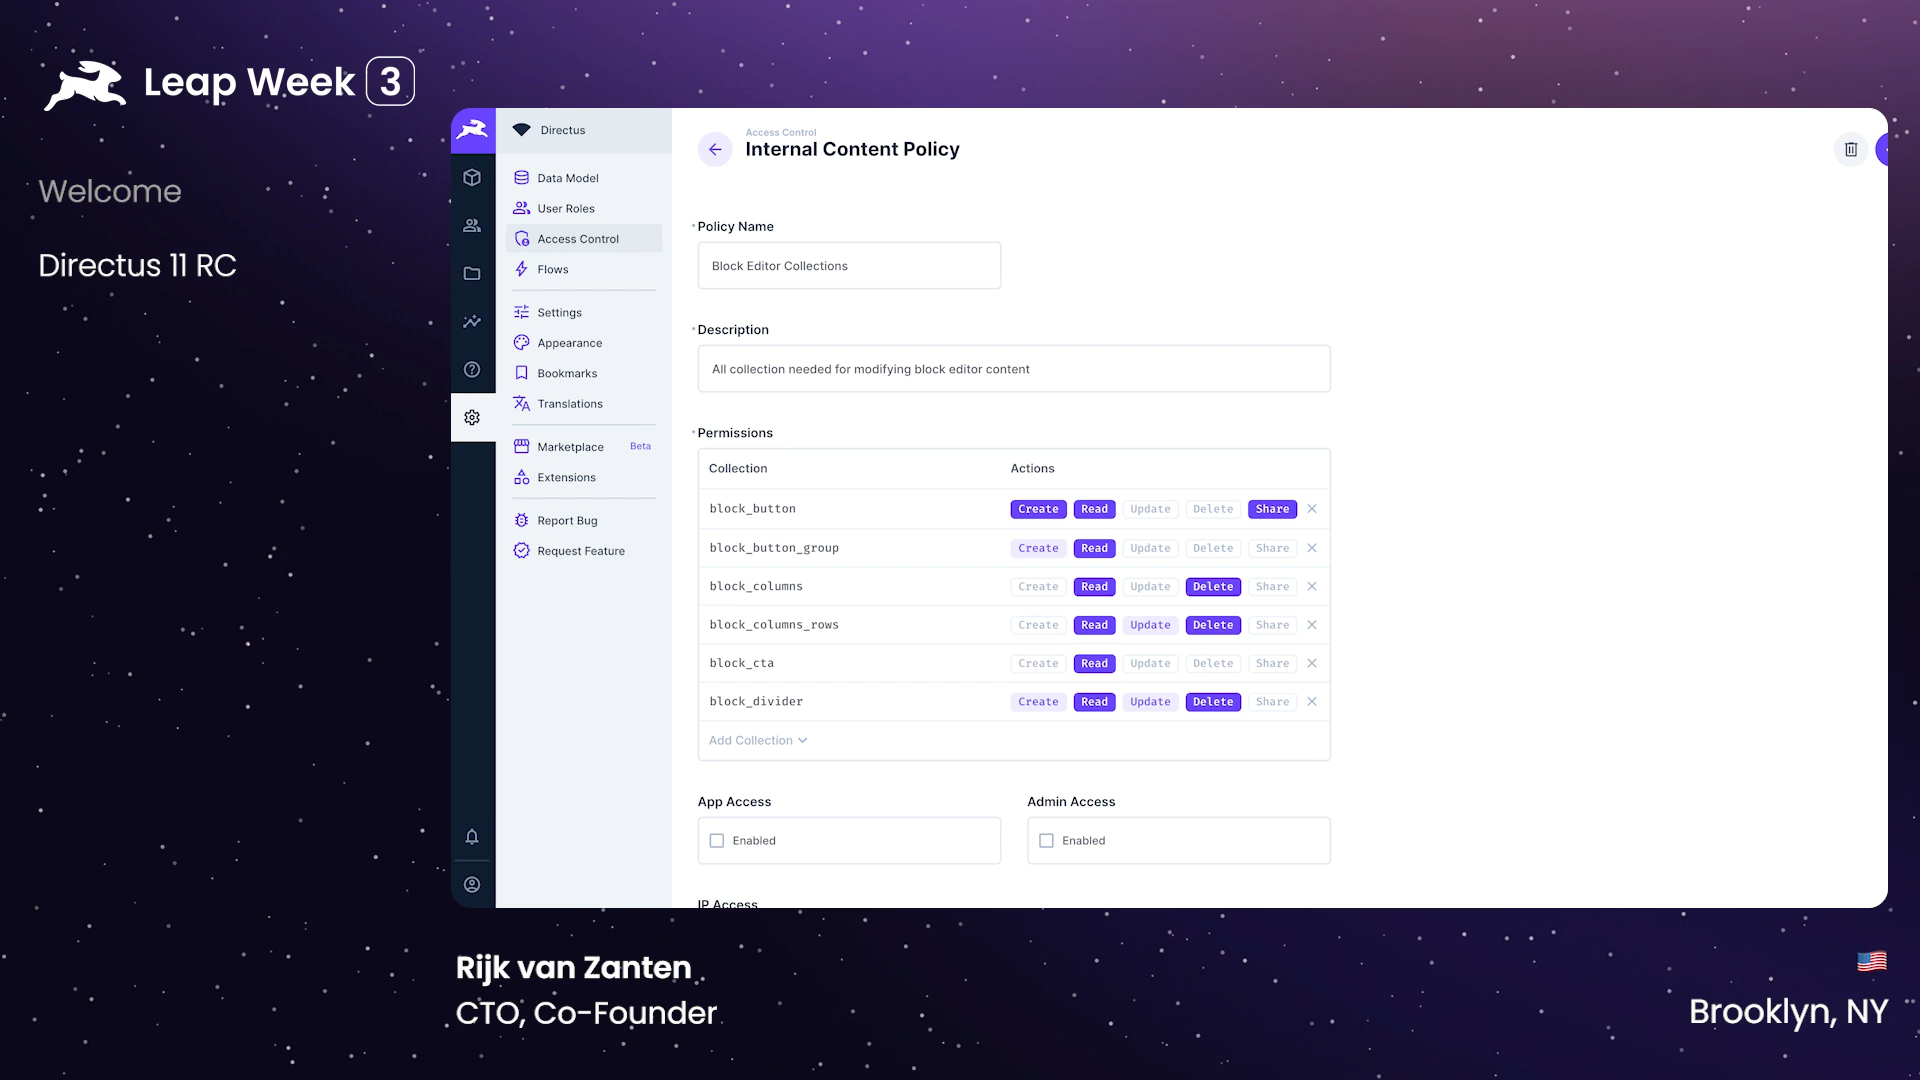 Leap Week 3
Welcome
Directus 11 RC
Directus
Data Model
User Roles
Access Control
Flows
Settings
Appearance
Bookmarks
Translations
Marketplace Beta
Extensions
Report Bug
Request Feature
Access Control
Internal Content Policy
*Policy Name
Block Editor Collections
*Description
All collection needed for modifying block editor content
*Permissions
Collection Actions
block_button Create Read Update Delete Share
block_button_group Create Read Update Delete Share
block_columns Create Read Update Delete Share
block_columns_rows Create Read Update Delete Share
block_cta Create Read Update Delete Share
block_divider Create Read Update Delete Share
Add Collection
App Access Admin Access
Enabled Enabled
IP Access
Rijk van Zanten
CTO, Co-Founder
Brooklyn, NY